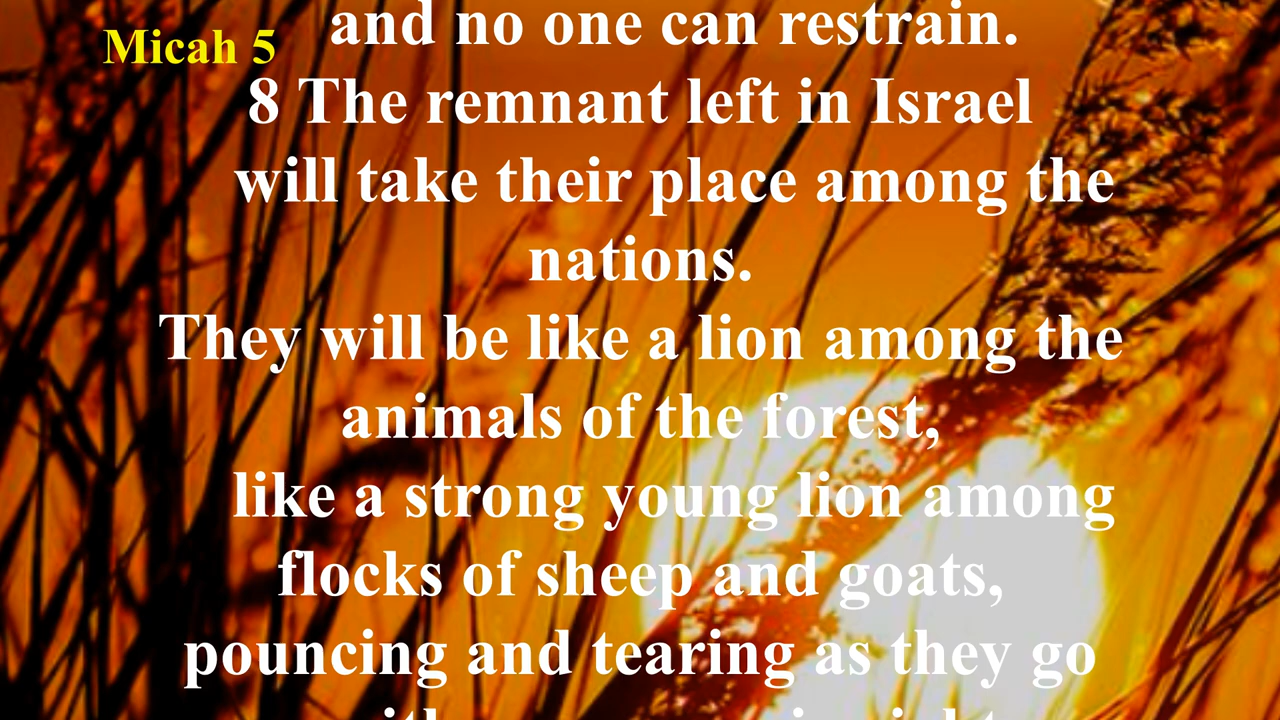 Micah 5
and no one can restrain.
8 The remnant left in Israel
will take their place among the
nations.
They will be like a lion among the
animals of the forest,
like a strong young lion among
flocks of sheep and goats,
pouncing and tearing as they go